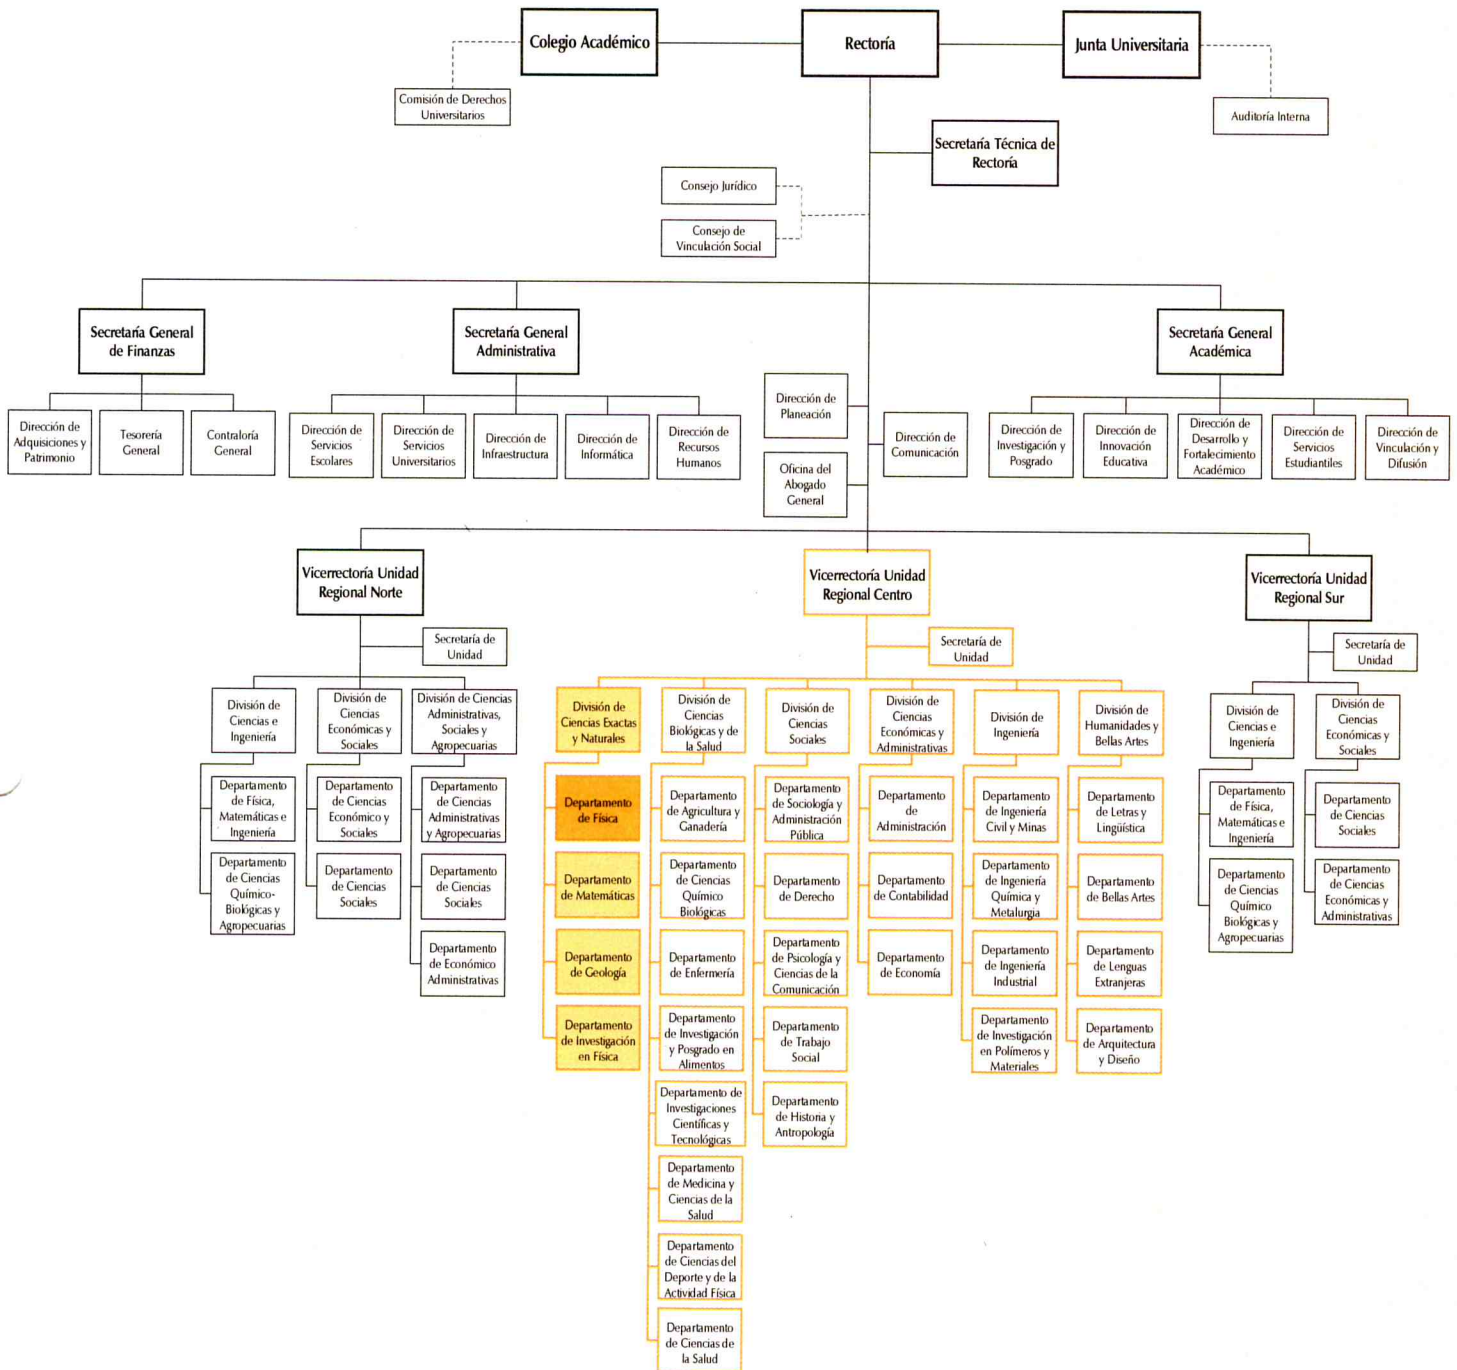 Colegio Académico
Rectoría
Junta Universitaria
Comisión de Derechos
Universitarios
Auditoría Interna
Secretaría Técnica de
Rectoría
Consejo Jurídico
Consejo de
Vinculación Social
Secretaría General
de Finanzas
Secretaría General
Administrativa
Secretaría General
Académica
Dirección de
Adquisiciones y
Patrimonio
Tesorería
General
Contraloría
General
Dirección de
Servicios
Escolares
Dirección de
Servicios
Universitarios
Dirección de
Infraestructura
Dirección de
Informática
Dirección de
Recursos
Humanos
Dirección de
Planeación
Dirección de
Comunicación
Oficina del
Abogado
General
Dirección de
Investigación y
Posgrado
Dirección de
Innovación
Educativa
Dirección de
Desarrollo y
Fortalecimiento
Académico
Dirección de
Servicios
Estudiantiles
Dirección de
Vinculación y
Difusión
Vicerrectoría Unidad
Regional Norte
Vicerrectoría Unidad
Regional Centro
Vicerrectoría Unidad
Regional Sur
Secretaría de
Unidad
Secretaría de
Unidad
Secretaría de
Unidad
División de
Ciencias e
Ingeniería
División de
Ciencias
Económicas y
Sociales
División de Ciencias
Administrativas,
Sociales y
Agropecuarias
División de
Ciencias Exactas
y Naturales
División de
Ciencias
Biológicas y de
la Salud
División de
Ciencias
Sociales
División de
Ciencias
Económicas
y Administrativas
División de
Ingeniería
División de
Humanidades y
Bellas Artes
División de
Ciencias e
Ingeniería
División de
Ciencias
Económicas y
Sociales
Departamento
de Física,
Matemáticas e
Ingeniería
Departamento
de Ciencias
Económico y
Sociales
Departamento
de Ciencias
Administrativas
y Agropecuarias
Departamento
de Física
Departamento
de Agricultura y
Ganadería
Departamento
de Sociología y
Administración
Pública
Departamento
de
Administración
Departamento
de Ingeniería
Civil y Minas
Departamento
de Letras y
Lingüística
Departamento
de Física,
Matemáticas e
Ingeniería
Departamento
de Ciencias
Sociales
Departamento
de Ciencias
Químico-
Biológicas y
Agropecuarias
Departamento
de Ciencias
Sociales
Departamento
de Ciencias
Sociales
Departamento
de Matemáticas
Departamento
de Ciencias
Químico
Biológicas
Departamento
de Derecho
Departamento
de Contabilidad
Departamento
de Ingeniería
Química y
Metalurgia
Departamento
de Bellas Artes
Departamento
de Ciencias
Químico
Biológicas y
Agropecuarias
Departamento
de Ciencias
Económicas y
Administrativas
Departamento
de Económico
Administrativas
Departamento
de Geología
Departamento
de Enfermería
Departamento
de Psicología y
Ciencias de la
Comunicación
Departamento
de Economía
Departamento
de Ingeniería
Industrial
Departamento
de Lenguas
Extranjeras
Departamento
de Investigación
en Física
Departamento
de Investigación
y Posgrado en
Alimentos
Departamento
de Trabajo
Social
Departamento
de Investigación
en Polímeros y
Materiales
Departamento
de Arquitectura
y Diseño
Departamento de
Investigaciones
Científicas y
Tecnológicas
Departamento
de Historia y
Antropología
Departamento
de Medicina y
Ciencias de la
Salud
Departamento
de Ciencias del
Deporte y de la
Actividad Física
Departamento
de Ciencias de
la Salud